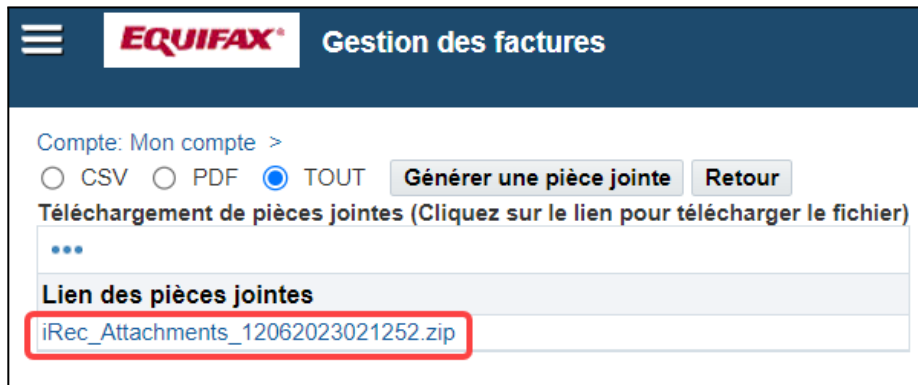 EQUIFAX Gestion des factures
Compte: Mon compte >
CSV PDF TOUT Générer une pièce jointe Retour
Téléchargement de pièces jointes (Cliquez sur le lien pour télécharger le fichier)
Lien des pièces jointes
iRec_Attachments_12062023021252.zip